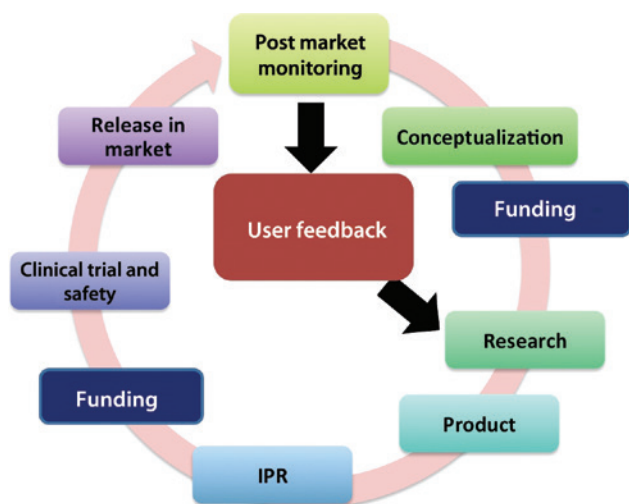 Post market
monitoring
Conceptualization
Funding
Research
Product
IPR
Funding
Clinical trial and
safety
Release in
market
User feedback